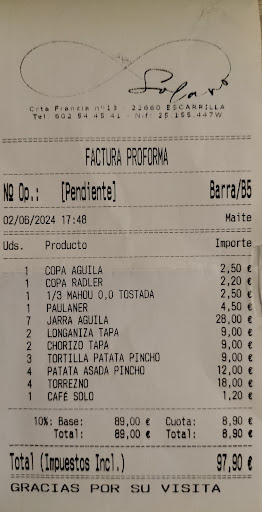 Solart
Crta Francia nº13 - 22660 ESCARRILLA
Tel: 602 54 45 41 - Nif: 25.155.447W
FACTURA PROFORMA
Nº Op.: [Pendiente] Barra/B5
02/06/2024 17:48 Maite
Uds. Producto Importe
1 COPA AGUILA 2,50 €
1 COPA RADLER 2,20 €
1 1/3 MAHOU 0,0 TOSTADA 2,50 €
1 PAULANER 4,50 €
7 JARRA AGUILA 28,00 €
2 LONGANIZA TAPA 9,00 €
2 CHORIZO TAPA 9,00 €
3 TORTILLA PATATA PINCHO 9,00 €
4 PATATA ASADA PINCHO 12,00 €
4 TORREZNO 18,00 €
1 CAFÉ SOLO 1,20 €
10%: Base: 89,00 € Cuota: 8,90 €
Total: 89,00 € Total: 8,90 €
Total (Impuestos Incl.) 97,90 €
GRACIAS POR SU VISITA